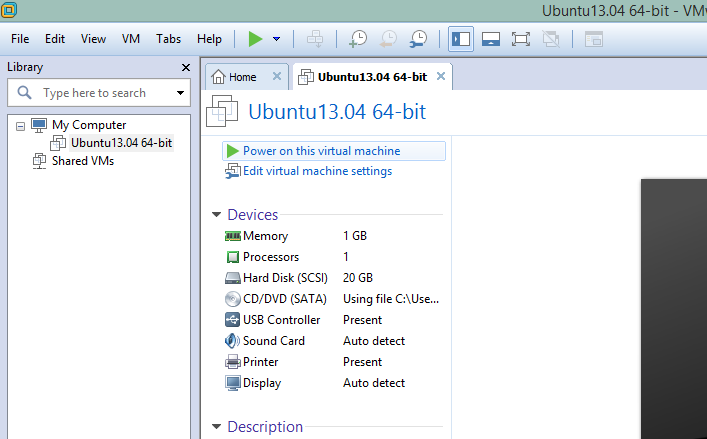 Ubuntu13.04 64-bit - VMw
File Edit View VM Tabs Help
Library
Type here to search
My Computer
Ubuntu13.04 64-bit
Shared VMs
Home
Ubuntu13.04 64-bit
Ubuntu13.04 64-bit
Power on this virtual machine
Edit virtual machine settings
Devices
Memory 1 GB
Processors 1
Hard Disk (SCSI) 20 GB
CD/DVD (SATA) Using file C:\Use...
USB Controller Present
Sound Card Auto detect
Printer Present
Display Auto detect
Description